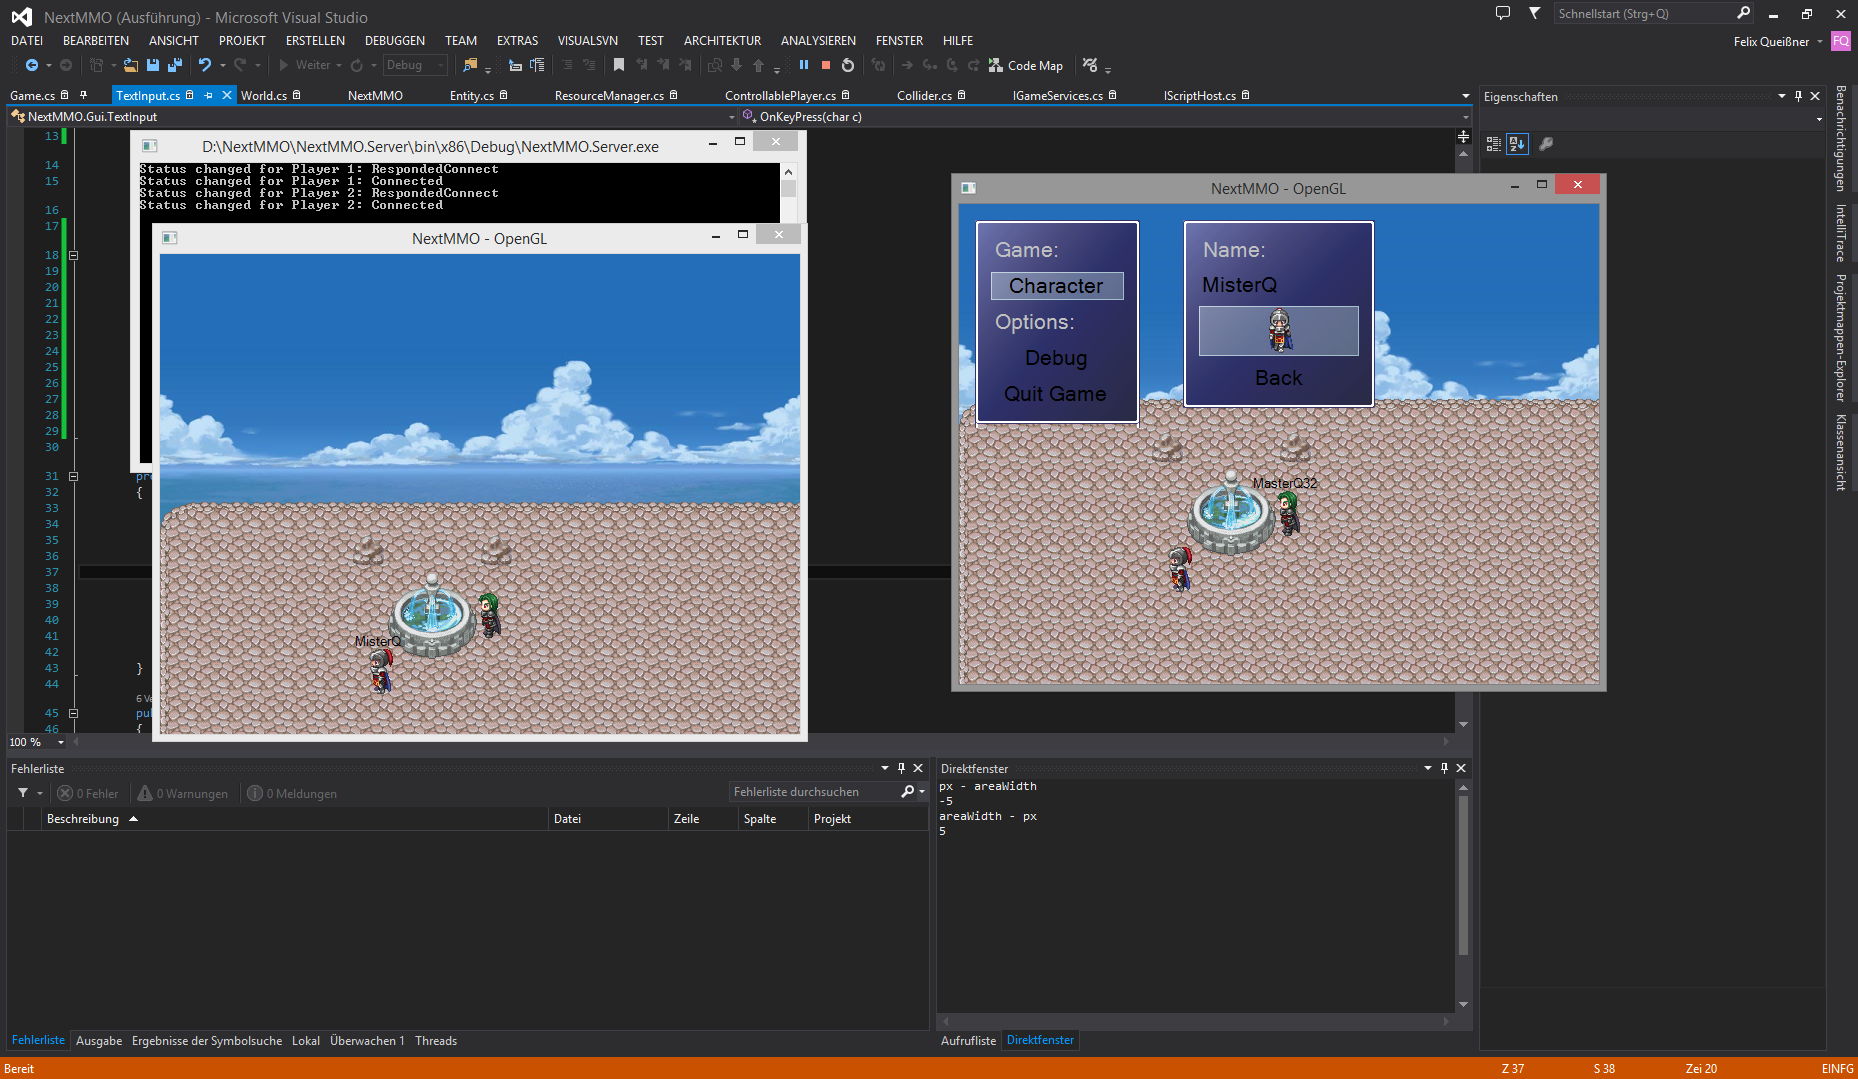 NextMMO (Ausführung) - Microsoft Visual Studio
Schnellstart (Strg+Q)
DATEI BEARBEITEN ANSICHT PROJEKT ERSTELLEN DEBUGGEN TEAM EXTRAS VISUALSVN TEST ARCHITEKTUR ANALYSIEREN FENSTER HILFE
Felix Queißner FQ
Weiter Debug Code Map
Game.cs TextInput.cs World.cs NextMMO Entity.cs ResourceManager.cs ControllablePlayer.cs Collider.cs IGameServices.cs IScriptHost.cs
NextMMO.Gui.TextInput OnKeyPress(char c)
Eigenschaften
Benachrichtigungen
IntelliTrace
Projektmappen-Explorer
Klassenansicht
D:\NextMMO\NextMMO.Server\bin\x86\Debug\NextMMO.Server.exe
Status changed for Player 1: RespondedConnect
Status changed for Player 1: Connected
Status changed for Player 2: RespondedConnect
Status changed for Player 2: Connected
NextMMO - OpenGL
MisterQ
NextMMO - OpenGL
Game:
Character
Options:
Debug
Quit Game
Name:
MisterQ
Back
MasterQ32
13
14
15
16
17
18
19
20
21
22
23
24
25
26
27
28
29
30
31 pr
32 {
33
34
35
36
37
38
39
40
41
42
43 }
44
6 Ve
45 pu
46 {
100 %
Fehlerliste
0 Fehler 0 Warnungen 0 Meldungen
Fehlerliste durchsuchen
Beschreibung Datei Zeile Spalte Projekt
Direktfenster
px - areaWidth
-5
areaWidth - px
5
Fehlerliste Ausgabe Ergebnisse der Symbolsuche Lokal Überwachen 1 Threads
Aufrufliste Direktfenster
Bereit
Z 37 S 38 Zei 20 EINFG